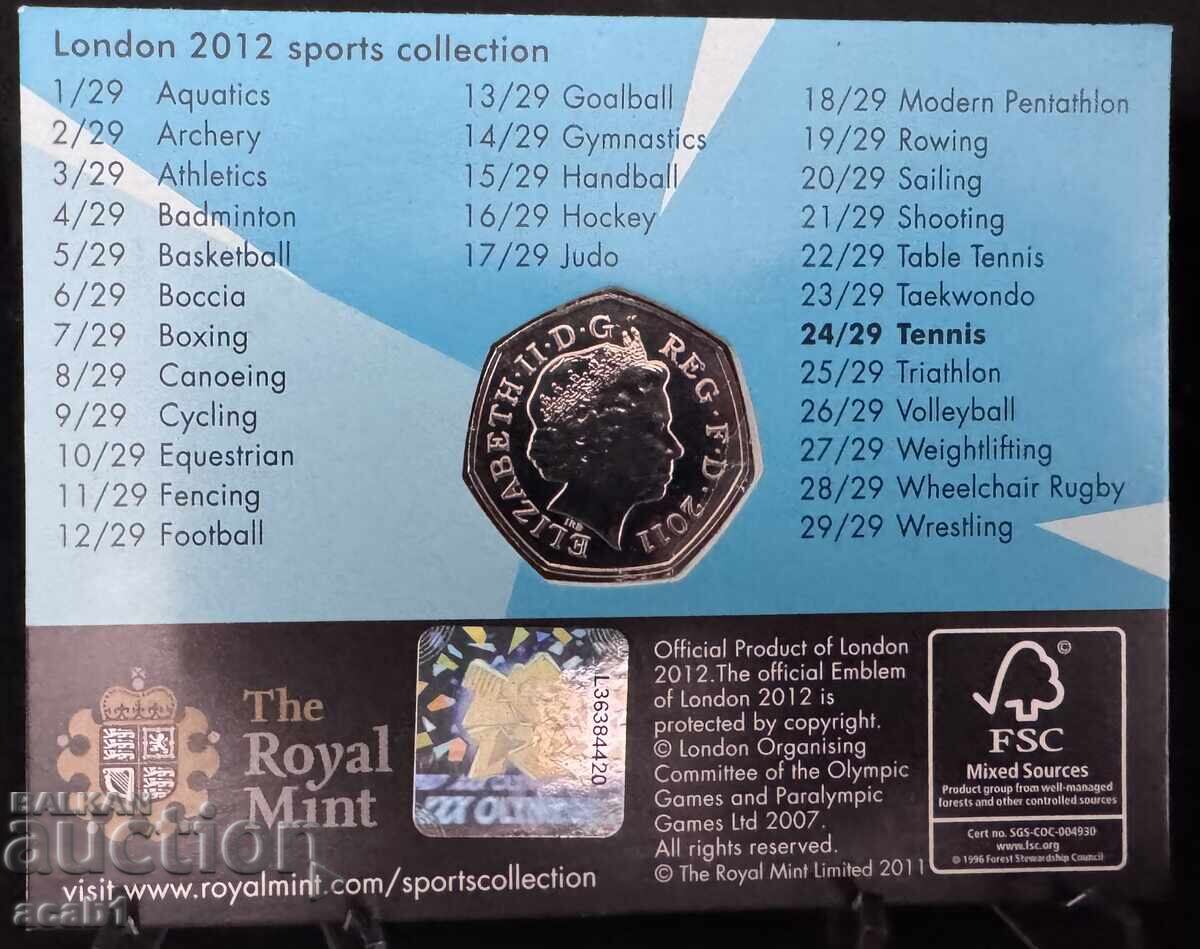 London 2012 sports collection
1/29 Aquatics
2/29 Archery
3/29 Athletics
4/29 Badminton
5/29 Basketball
6/29 Boccia
7/29 Boxing
8/29 Canoeing
9/29 Cycling
10/29 Equestrian
11/29 Fencing
12/29 Football
13/29 Goalball
14/29 Gymnastics
15/29 Handball
16/29 Hockey
17/29 Judo
18/29 Modern Pentathlon
19/29 Rowing
20/29 Sailing
21/29 Shooting
22/29 Table Tennis
23/29 Taekwondo
24/29 Tennis
25/29 Triathlon
26/29 Volleyball
27/29 Weightlifting
28/29 Wheelchair Rugby
29/29 Wrestling
ELIZABETH·II·D·G REG·F·D·2011
IRB
The
Royal
Mint
visit www.royalmint.com/sportscollection
L36384420
Official Product of London
2012.The official Emblem
of London 2012 is
protected by copyright.
© London Organising
Committee of the Olympic
Games and Paralympic
Games Ltd 2007.
All rights reserved.
© The Royal Mint Limited 2011
©
FSC
Mixed Sources
Product group from well-managed
forests and other controlled sources
Cert no. SGS-COC-004930
www.fsc.org
© 1996 Forest Stewardship Council
BALKAN
auction
acab1